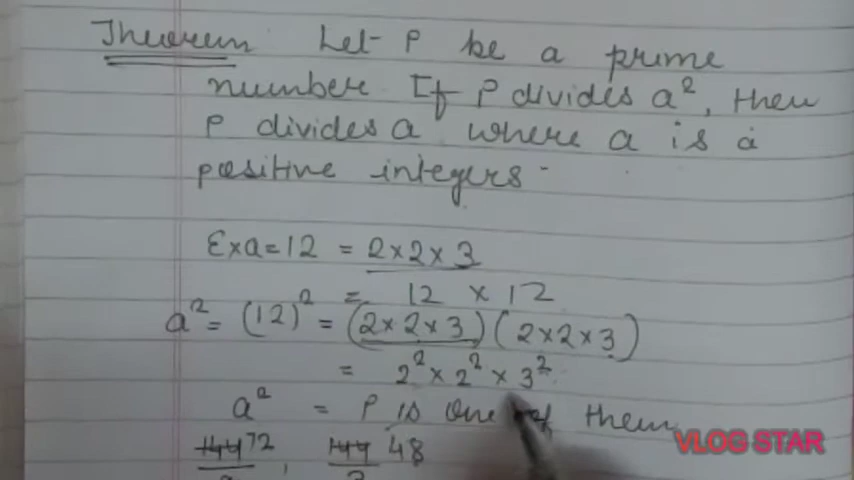 Theorem Let P be a prime
number If P divides a², then
P divides a where a is a
positive integers
Ex a=12 = 2×2×3
= 12 × 12
a² = (12)² = (2×2×3)(2×2×3)
= 2² × 2² × 3²
a² = P is one of them
VLOG STAR
144 72, 144 48